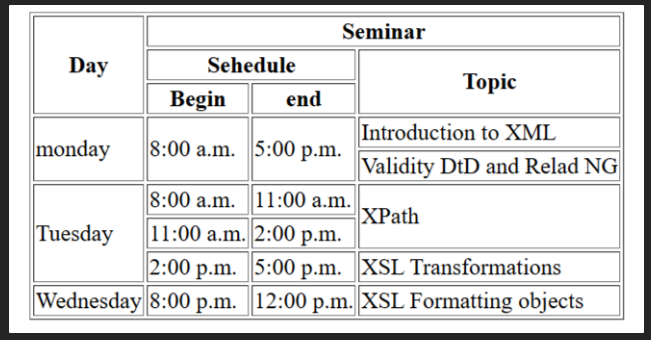 Day
Seminar
Sehedule
Topic
Begin
end
monday
8:00 a.m.
5:00 p.m.
Introduction to XML
Validity DtD and Relad NG
Tuesday
8:00 a.m.
11:00 a.m.
XPath
11:00 a.m.
2:00 p.m.
2:00 p.m.
5:00 p.m.
XSL Transformations
Wednesday
8:00 p.m.
12:00 p.m.
XSL Formatting objects